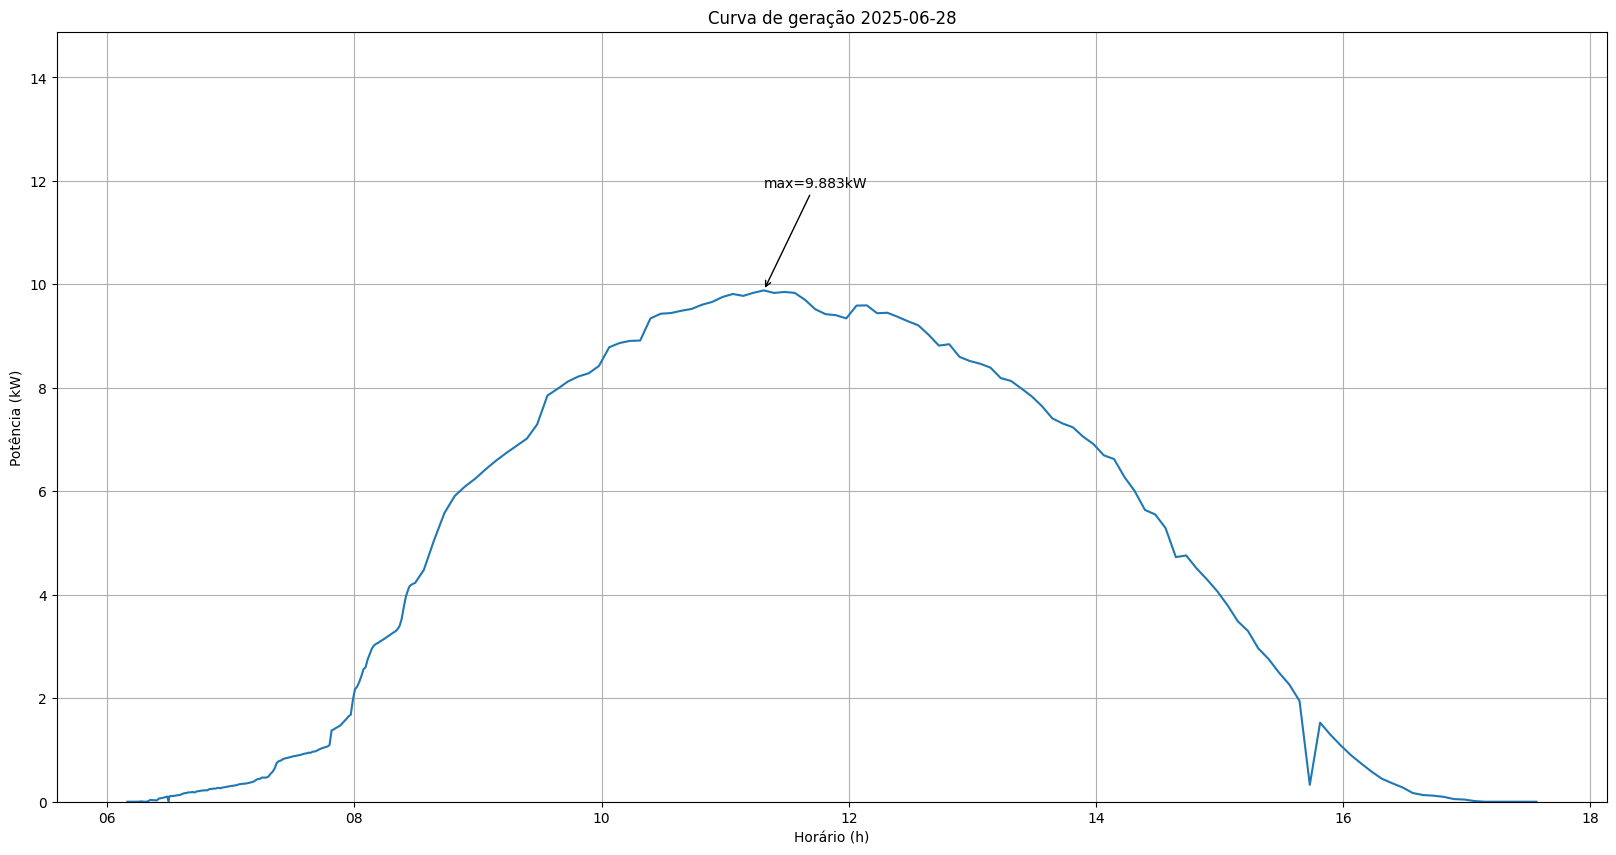 Curva de geração 2025-06-28
14
12
10
8
6
4
2
0
Potência (kW)
max=9.883kW
06 08 10 12 14 16 18
Horário (h)